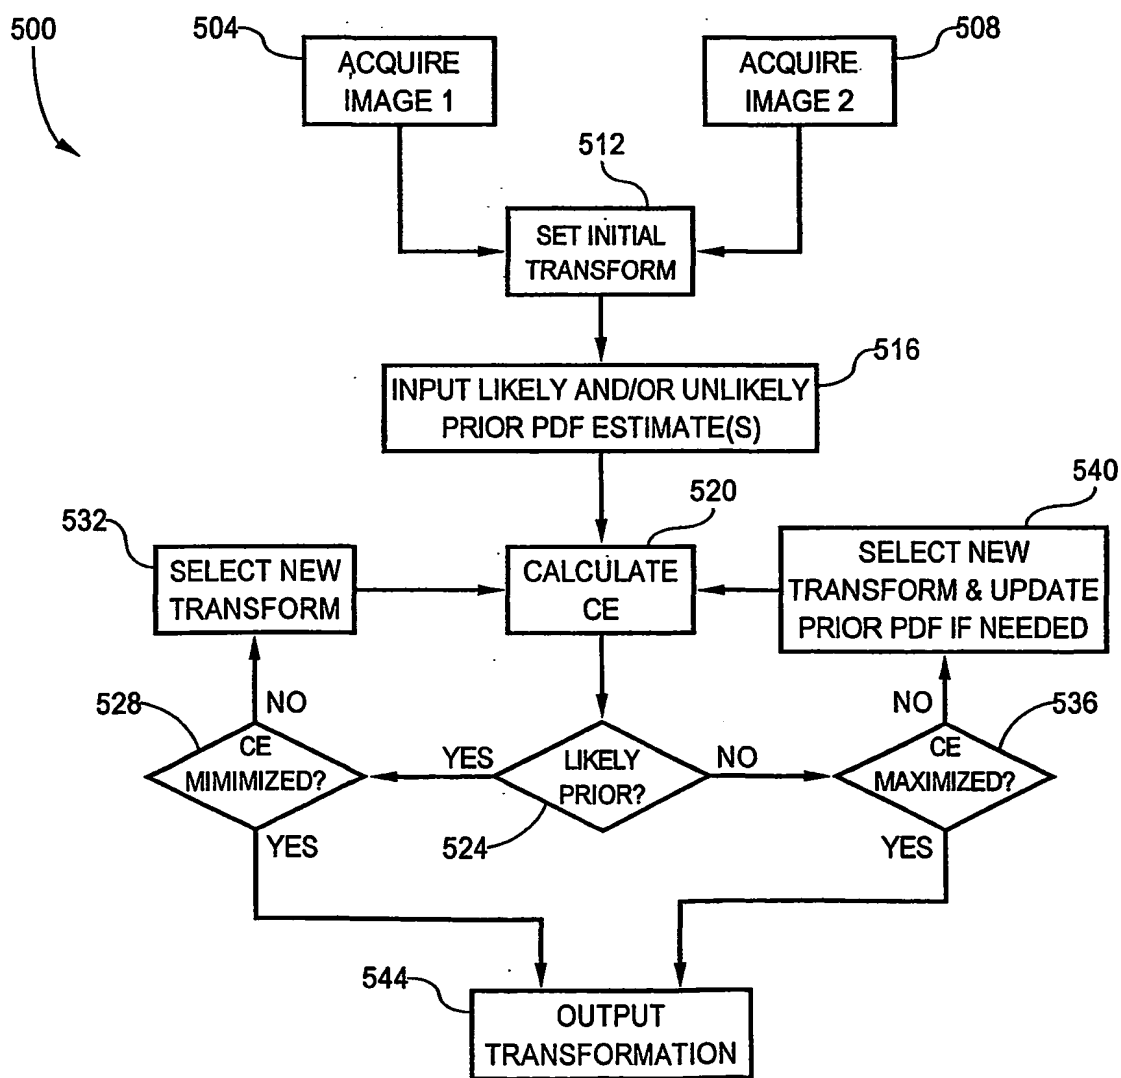 500
504
ACQUIRE
IMAGE 1
508
ACQUIRE
IMAGE 2
512
SET INITIAL
TRANSFORM
516
INPUT LIKELY AND/OR UNLIKELY
PRIOR PDF ESTIMATE(S)
532
SELECT NEW
TRANSFORM
520
CALCULATE
CE
540
SELECT NEW
TRANSFORM & UPDATE
PRIOR PDF IF NEEDED
528
NO
CE
MIMIMIZED?
YES
YES
LIKELY
PRIOR?
524
NO
NO
536
CE
MAXIMIZED?
YES
544
OUTPUT
TRANSFORMATION